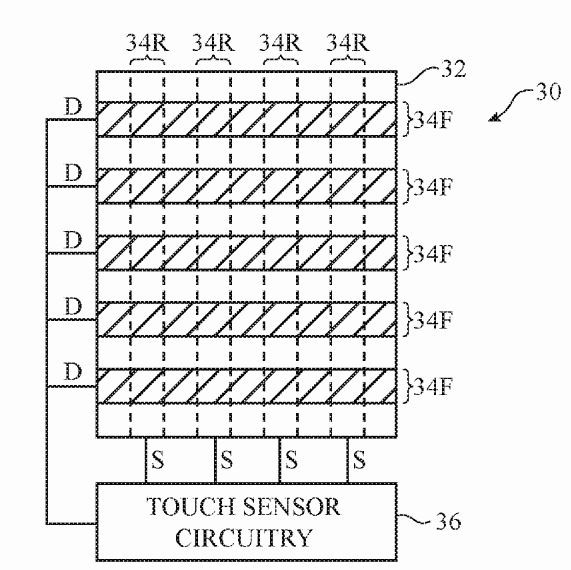 34R 34R 34R 34R
32
30
D 34F
D 34F
D 34F
D 34F
D 34F
S S S S
TOUCH SENSOR
CIRCUITRY
36